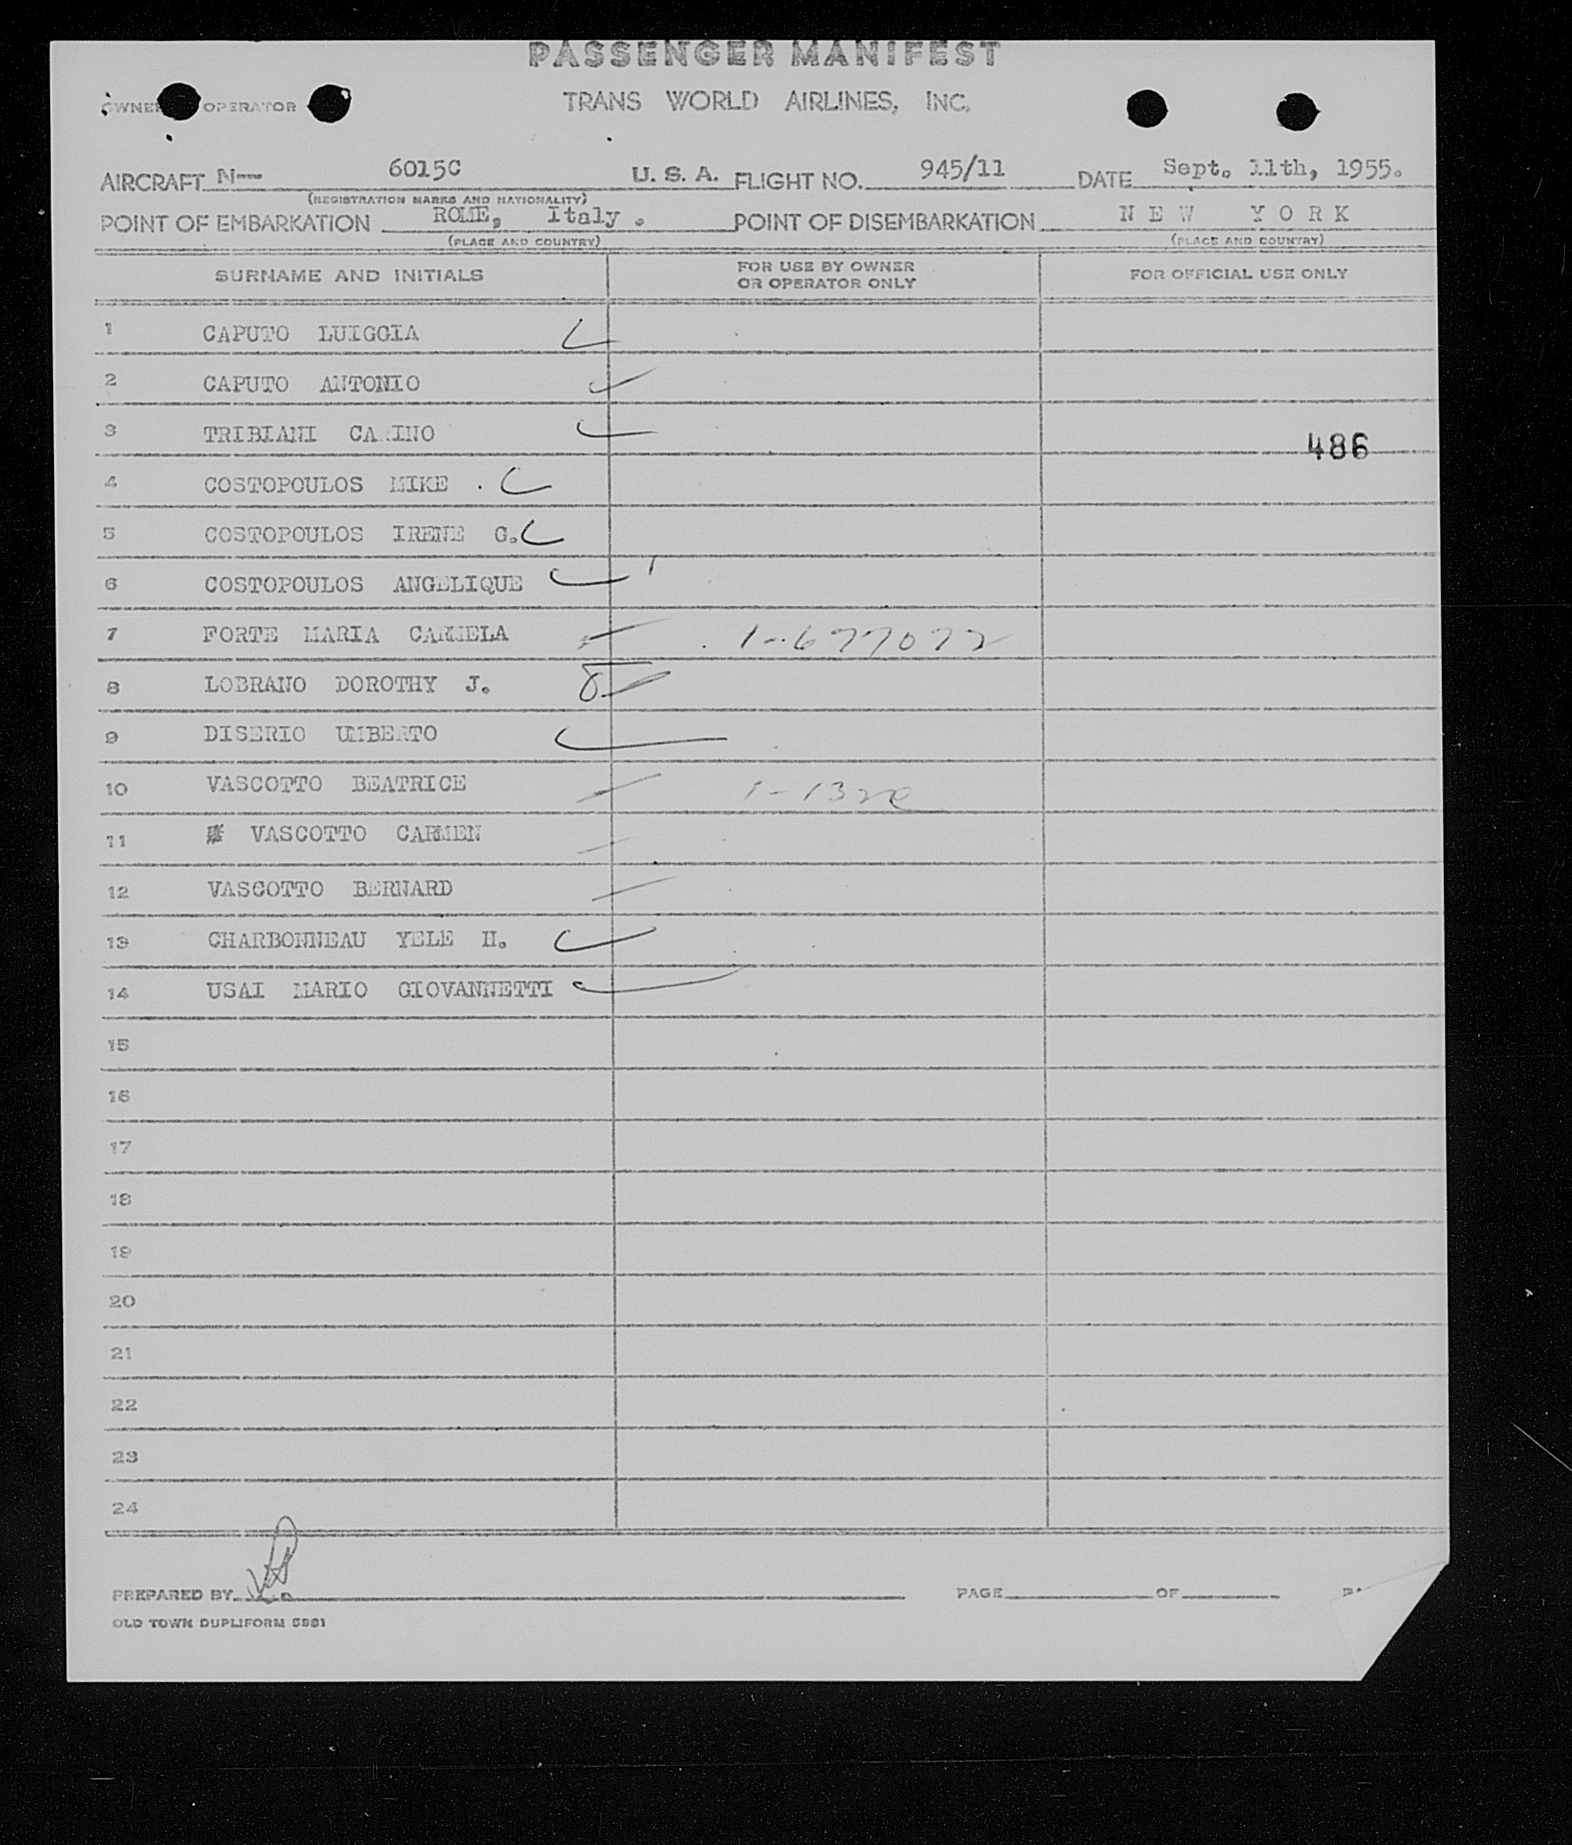 PASSENGER MANIFEST
OWNER OPERATOR TRANS WORLD AIRLINES, INC.
AIRCRAFT N-- 6015C U. S. A. FLIGHT NO. 945/11 DATE Sept. 11th, 1955.
(REGISTRATION MARKS AND NATIONALITY)
POINT OF EMBARKATION ROME, Italy . POINT OF DISEMBARKATION N E W Y O R K
(PLACE AND COUNTRY) (PLACE AND COUNTRY)
SURNAME AND INITIALS FOR USE BY OWNER OR OPERATOR ONLY FOR OFFICIAL USE ONLY
1 CAPUTO LUIGGIA
2 CAPUTO ANTONIO
3 TRIBIANI
486
4 COSTOPOULOS MIKE .
5 COSTOPOULOS IRENE G.
6 COSTOPOULOS ANGELIQUE
7 FORTE MARIA CARMELA 1-677072
8 LOBRANO DOROTHY J.
9 DISERIO UMBERTO
10 VASCOTTO BEATRICE
11 VASCOTTO CARMEN
12 VASCOTTO BERNARD
13 CHARBONNEAU YELE H.
14 USAI MARIO GIOVANNETTI
15
16
17
18
19
20
21
22
23
24
PREPARED BY PAGE OF
OLD TOWN DUPLIFORM